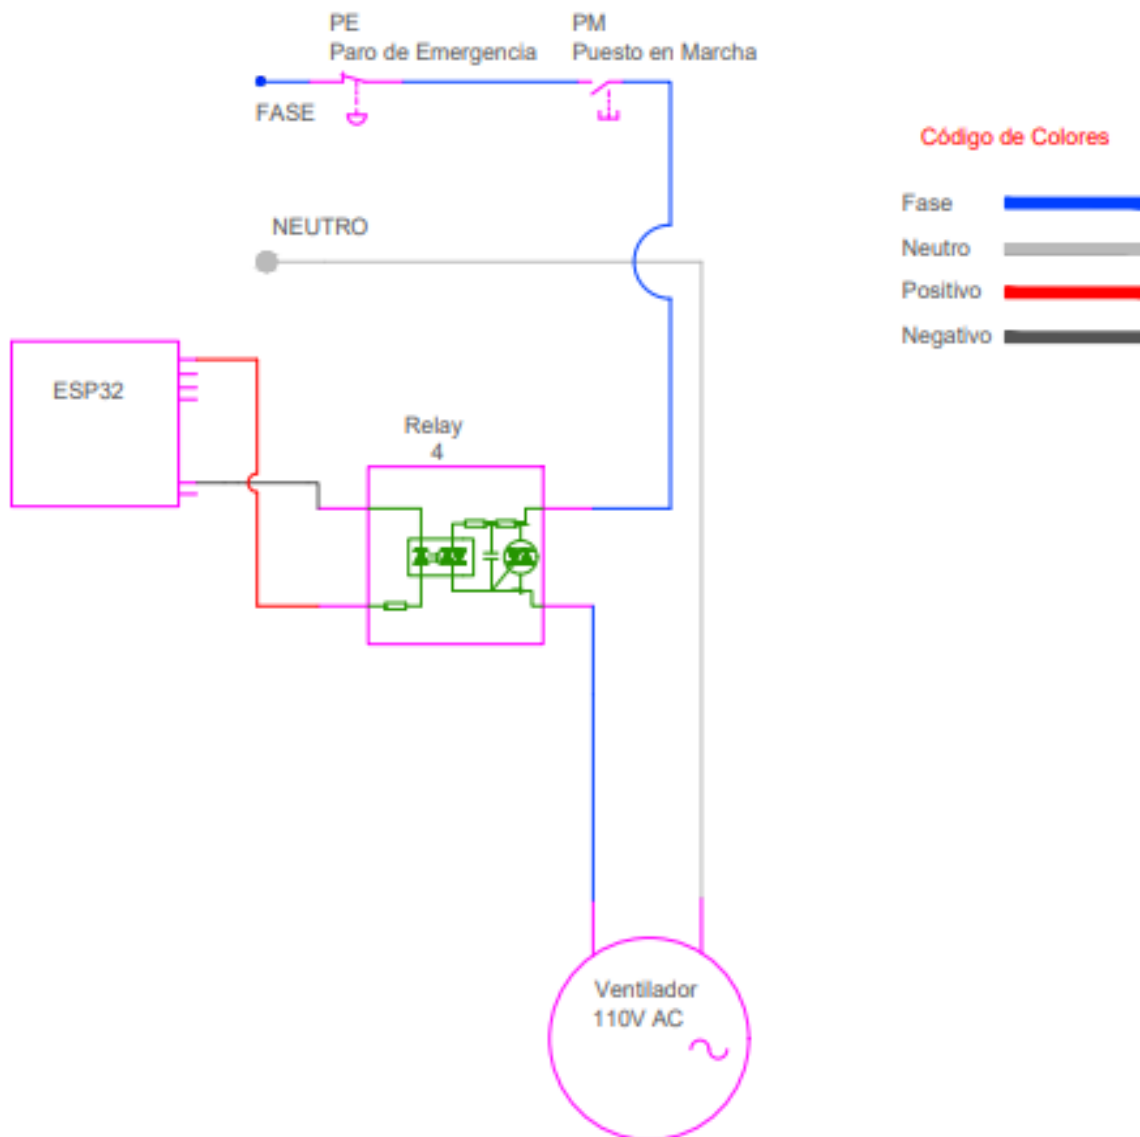 PE
Paro de Emergencia
PM
Puesto en Marcha
FASE
Código de Colores
Fase
NEUTRO
Neutro
Positivo
Negativo
ESP32
Relay
4
Ventilador
110V AC